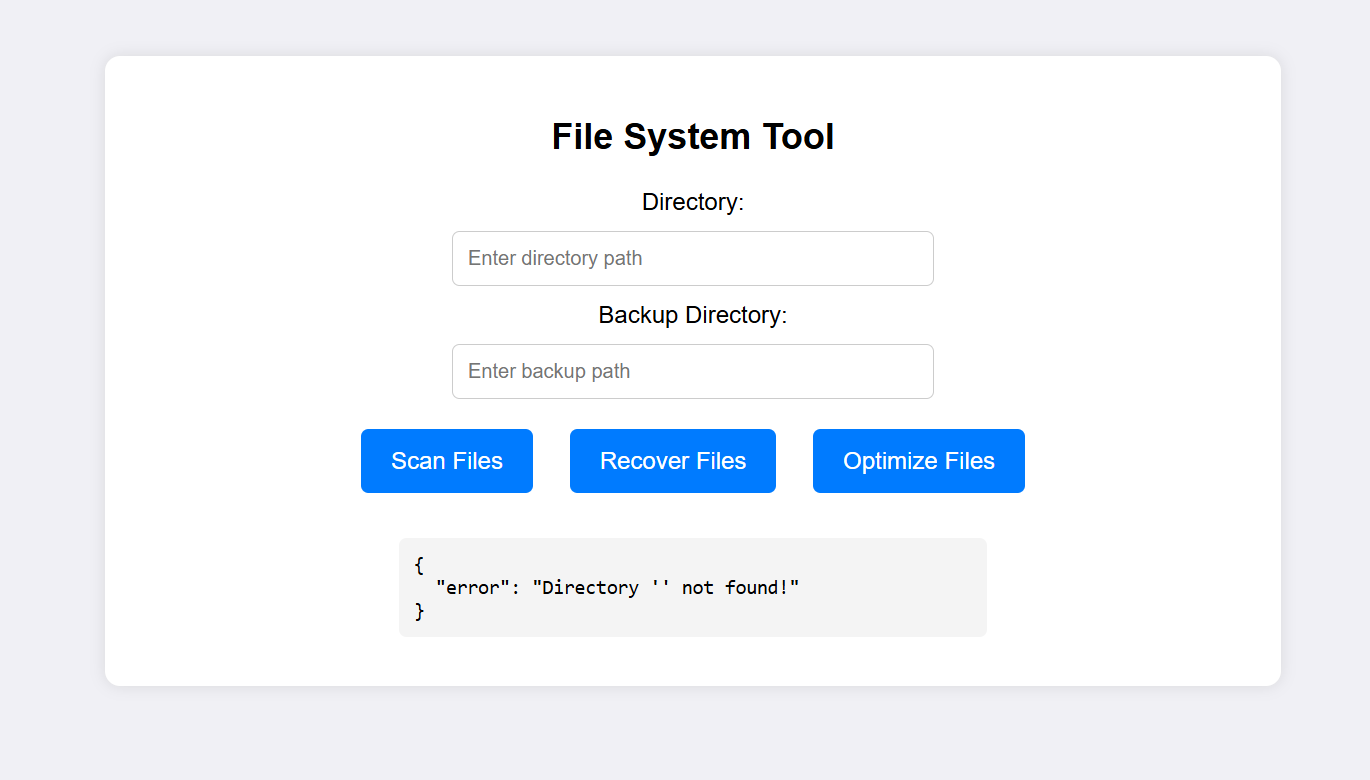 File System Tool
Directory:
Enter directory path
Backup Directory:
Enter backup path
Scan Files Recover Files Optimize Files
{
  "error": "Directory '' not found!"
}